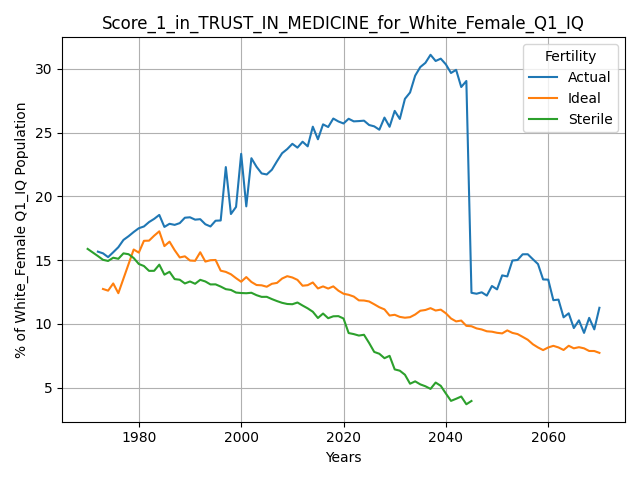 Score_1_in_TRUST_IN_MEDICINE_for_White_Female_Q1_IQ
% of White_Female Q1_IQ Population
30
25
20
15
10
5
Fertility
Actual
Ideal
Sterile
1980 2000 2020 2040 2060
Years